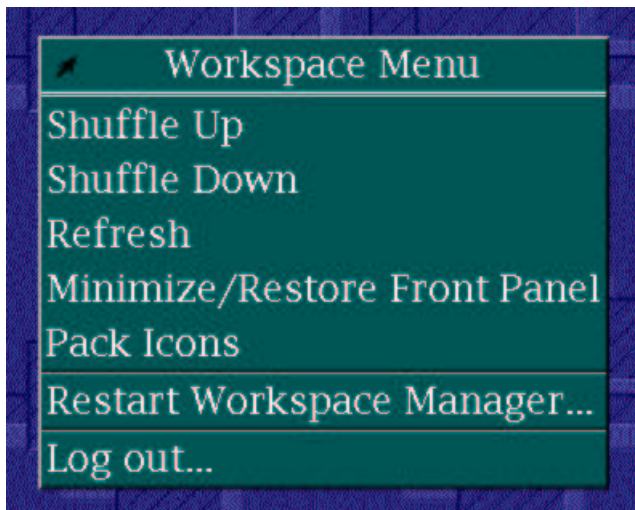 Workspace Menu
Shuffle Up
Shuffle Down
Refresh
Minimize/Restore Front Panel
Pack Icons
Restart Workspace Manager...
Log out...